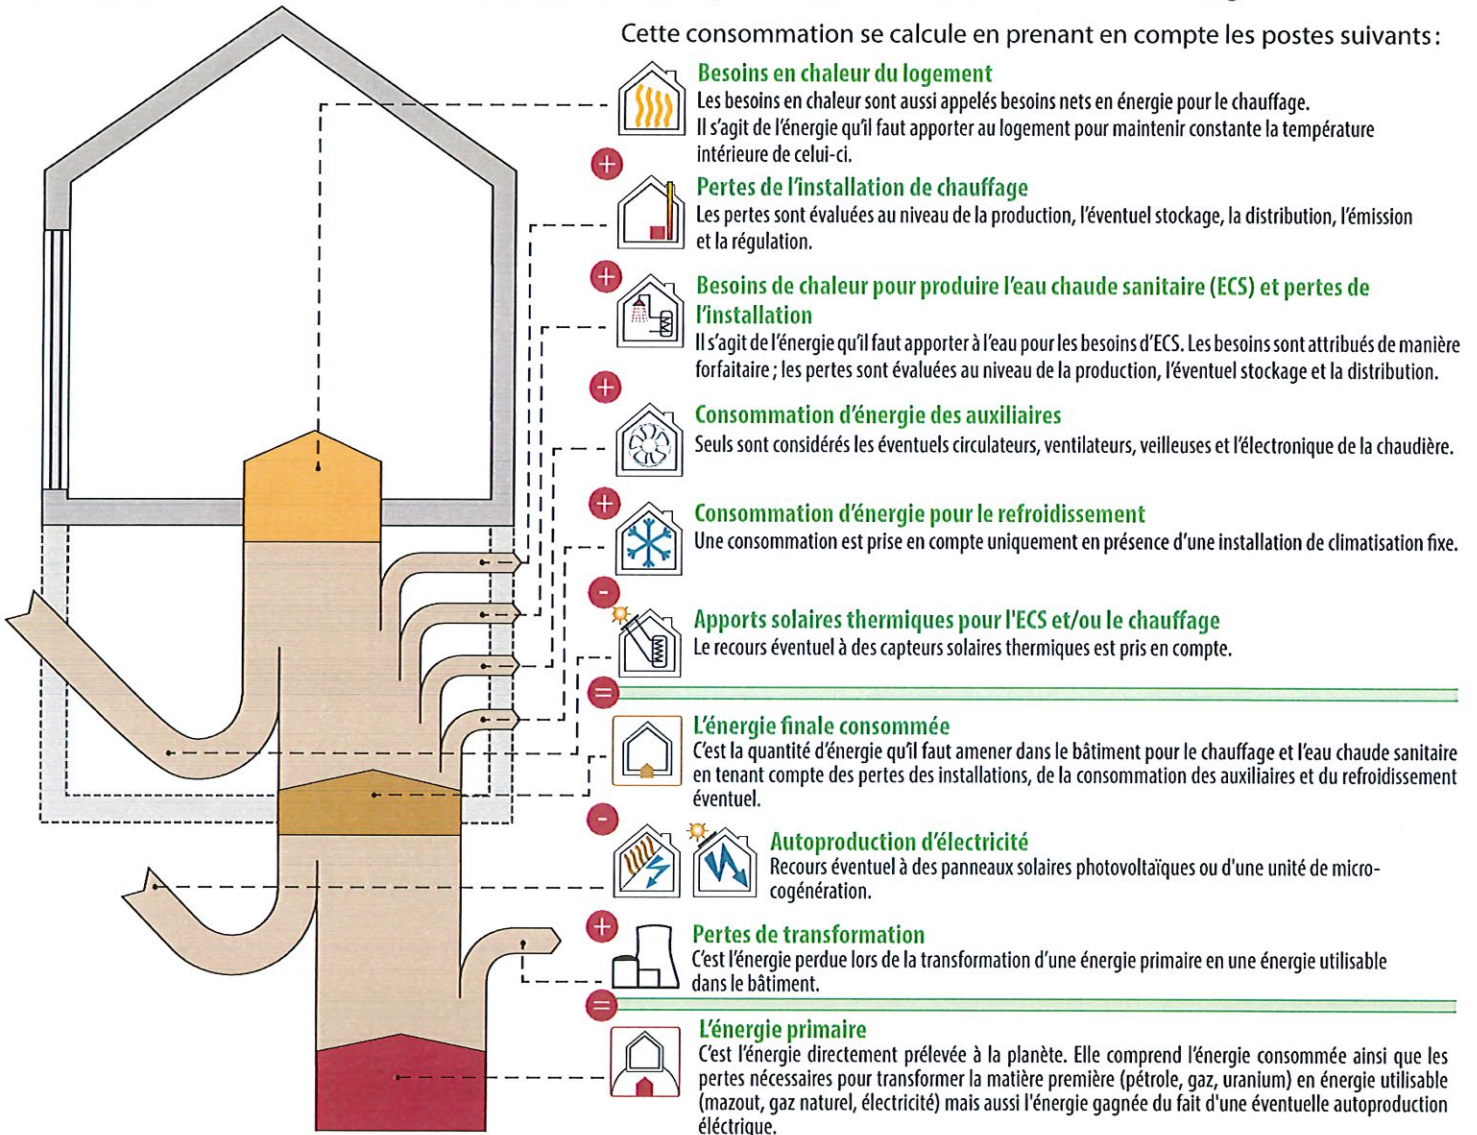 Cette consommation se calcule en prenant en compte les postes suivants :
Besoins en chaleur du logement
Les besoins en chaleur sont aussi appelés besoins nets en énergie pour le chauffage.
Il s'agit de l'énergie qu'il faut apporter au logement pour maintenir constante la température
intérieure de celui-ci.
+
Pertes de l'installation de chauffage
Les pertes sont évaluées au niveau de la production, l'éventuel stockage, la distribution, l'émission
et la régulation.
+
Besoins de chaleur pour produire l'eau chaude sanitaire (ECS) et pertes de
l'installation
Il s'agit de l'énergie qu'il faut apporter à l'eau pour les besoins d'ECS. Les besoins sont attribués de manière
forfaitaire ; les pertes sont évaluées au niveau de la production, l'éventuel stockage et la distribution.
+
Consommation d'énergie des auxiliaires
Seuls sont considérés les éventuels circulateurs, ventilateurs, veilleuses et l'électronique de la chaudière.
+
Consommation d'énergie pour le refroidissement
Une consommation est prise en compte uniquement en présence d'une installation de climatisation fixe.
-
Apports solaires thermiques pour l'ECS et/ou le chauffage
Le recours éventuel à des capteurs solaires thermiques est pris en compte.
=
L'énergie finale consommée
C'est la quantité d'énergie qu'il faut amener dans le bâtiment pour le chauffage et l'eau chaude sanitaire
en tenant compte des pertes des installations, de la consommation des auxiliaires et du refroidissement
éventuel.
-
Autoproduction d'électricité
Recours éventuel à des panneaux solaires photovoltaïques ou d'une unité de micro-
cogénération.
+
Pertes de transformation
C'est l'énergie perdue lors de la transformation d'une énergie primaire en une énergie utilisable
dans le bâtiment.
=
L'énergie primaire
C'est l'énergie directement prélevée à la planète. Elle comprend l'énergie consommée ainsi que les
pertes nécessaires pour transformer la matière première (pétrole, gaz, uranium) en énergie utilisable
(mazout, gaz naturel, électricité) mais aussi l'énergie gagnée du fait d'une éventuelle autoproduction
éléctrique.